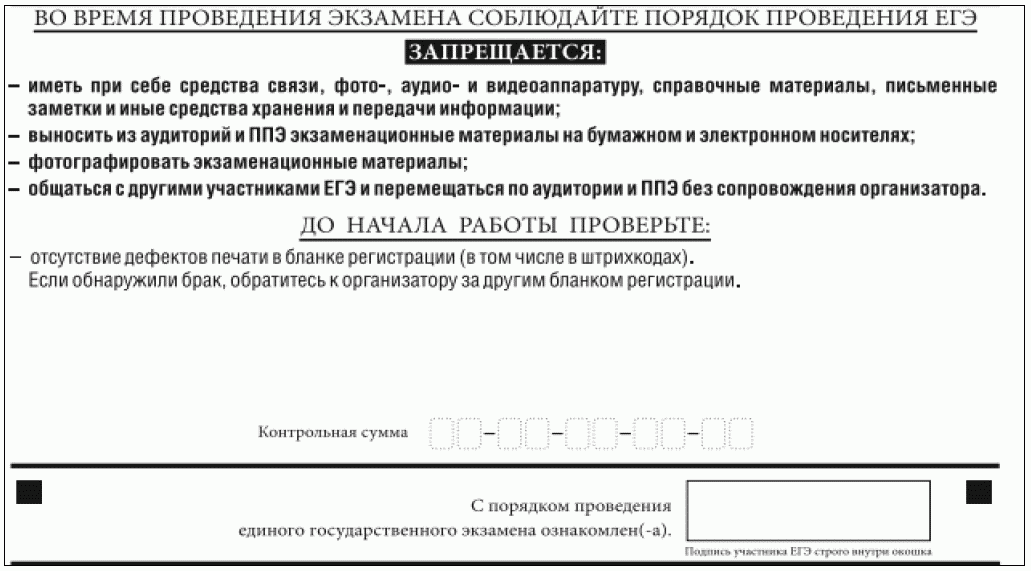 ВО ВРЕМЯ ПРОВЕДЕНИЯ ЭКЗАМЕНА СОБЛЮДАЙТЕ ПОРЯДОК ПРОВЕДЕНИЯ ЕГЭ
ЗАПРЕЩАЕТСЯ:
– иметь при себе средства связи, фото-, аудио- и видеоаппаратуру, справочные материалы, письменные
заметки и иные средства хранения и передачи информации;
– выносить из аудиторий и ППЭ экзаменационные материалы на бумажном и электронном носителях;
– фотографировать экзаменационные материалы;
– общаться с другими участниками ЕГЭ и перемещаться по аудитории и ППЭ без сопровождения организатора.
ДО НАЧАЛА РАБОТЫ ПРОВЕРЬТЕ:
– отсутствие дефектов печати в бланке регистрации (в том числе в штрихкодах).
Если обнаружили брак, обратитесь к организатору за другим бланком регистрации.
Контрольная сумма – – – –
С порядком проведения
единого государственного экзамена ознакомлен(-а).
Подпись участника ЕГЭ строго внутри окошка